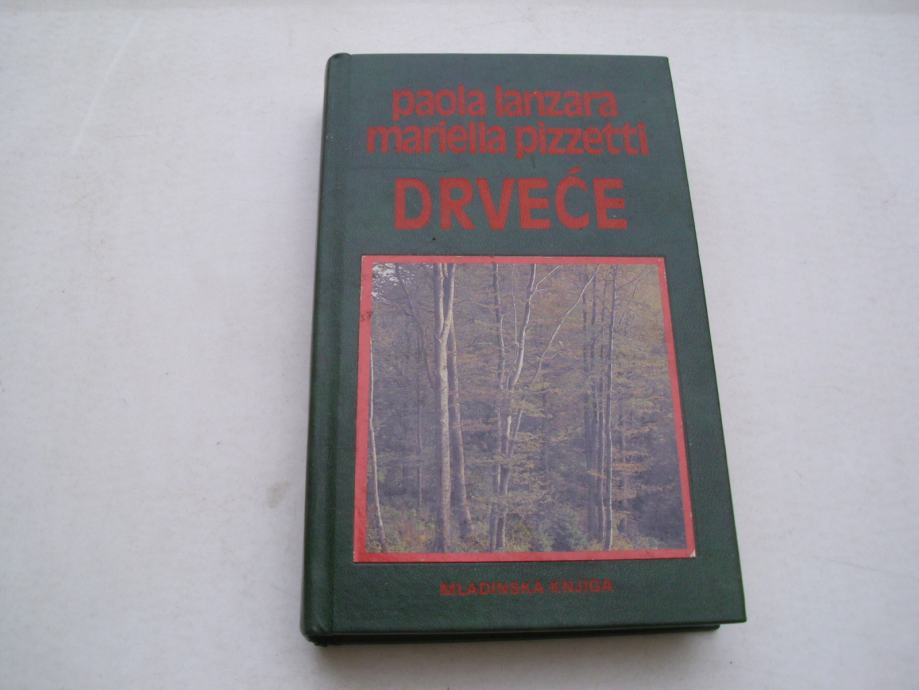 paola lanzara
mariella pizzetti
DRVEĆE
MLADINSKA KNJIGA